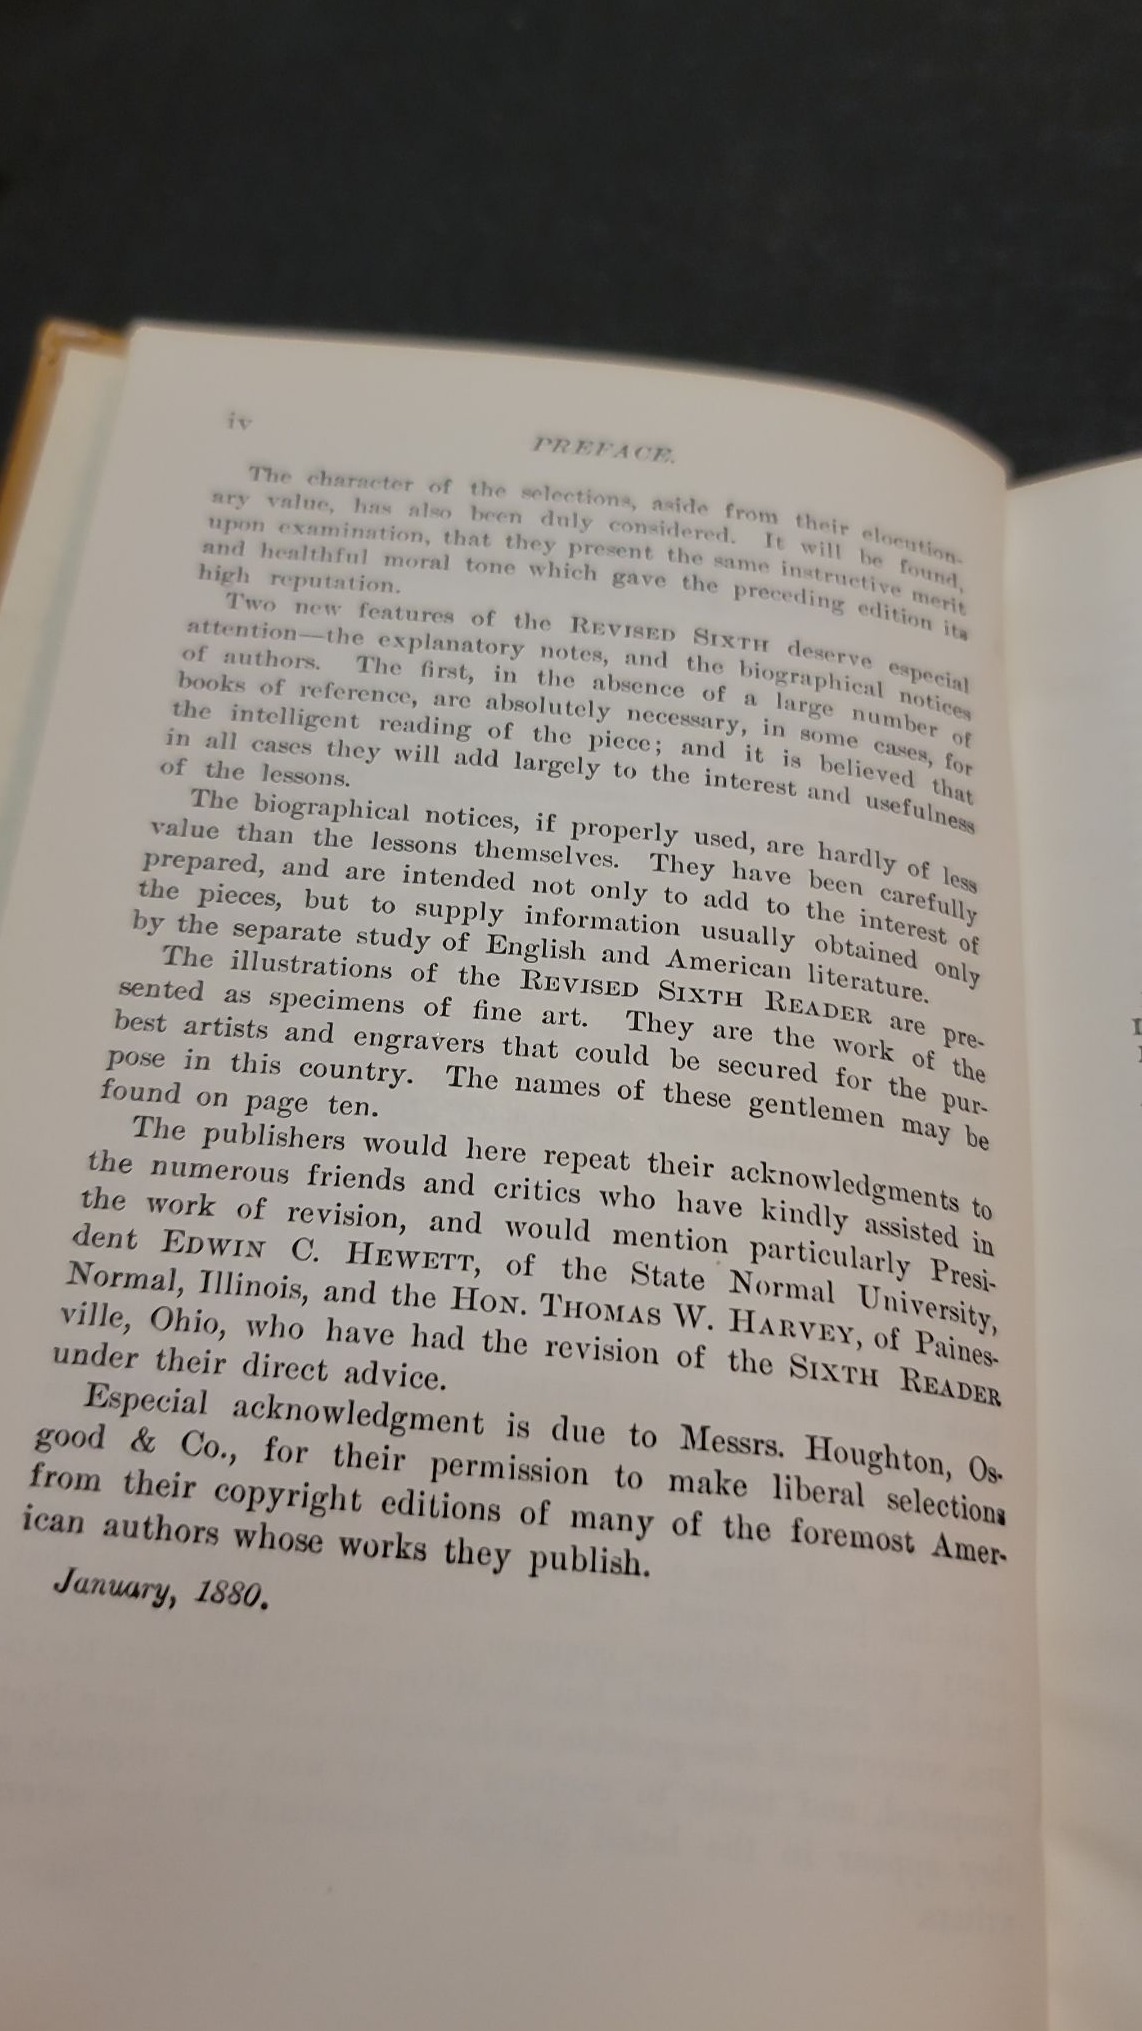 iv
PREFACE.
The character of the selections, aside from their elocution-
ary value, has also been duly considered. It will be found,
upon examination, that they present the same instructive merit
and healthful moral tone which gave the preceding edition its
high reputation.
Two new features of the REVISED SIXTH deserve especial
attention—the explanatory notes, and the biographical notices
of authors. The first, in the absence of a large number of
books of reference, are absolutely necessary, in some cases, for
the intelligent reading of the piece; and it is believed that
in all cases they will add largely to the interest and usefulness
of the lessons.
The biographical notices, if properly used, are hardly of less
value than the lessons themselves. They have been carefully
prepared, and are intended not only to add to the interest of
the pieces, but to supply information usually obtained only
by the separate study of English and American literature.
The illustrations of the REVISED SIXTH READER are pre-
sented as specimens of fine art. They are the work of the
best artists and engravers that could be secured for the pur-
pose in this country. The names of these gentlemen may be
found on page ten.
The publishers would here repeat their acknowledgments to
the numerous friends and critics who have kindly assisted in
the work of revision, and would mention particularly Presi-
dent EDWIN C. HEWETT, of the State Normal University,
Normal, Illinois, and the HON. THOMAS W. HARVEY, of Paines-
ville, Ohio, who have had the revision of the SIXTH READER
under their direct advice.
Especial acknowledgment is due to Messrs. Houghton, Os-
good & Co., for their permission to make liberal selections
from their copyright editions of many of the foremost Amer-
ican authors whose works they publish.
January, 1880.